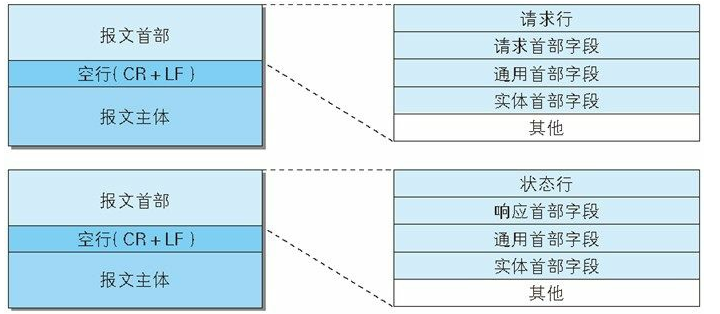 报文首部
空行( CR + LF )
报文主体
请求行
请求首部字段
通用首部字段
实体首部字段
其他
报文首部
空行( CR + LF )
报文主体
状态行
响应首部字段
通用首部字段
实体首部字段
其他